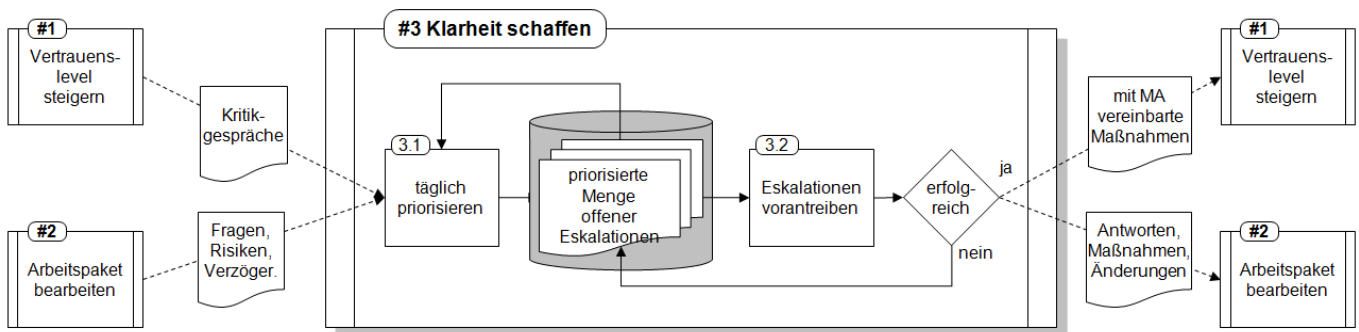 #1
Vertrauens-
level
steigern
#2
Arbeitspaket
bearbeiten
Kritik-
gespräche
Fragen,
Risiken,
Verzöger.
#3 Klarheit schaffen
3.1
täglich
priorisieren
priorisierte
Menge
offener
Eskalationen
3.2
Eskalationen
vorantreiben
erfolg-
reich
ja
nein
mit MA
vereinbarte
Maßnahmen
Antworten,
Maßnahmen,
Änderungen
#1
Vertrauens-
level
steigern
#2
Arbeitspaket
bearbeiten